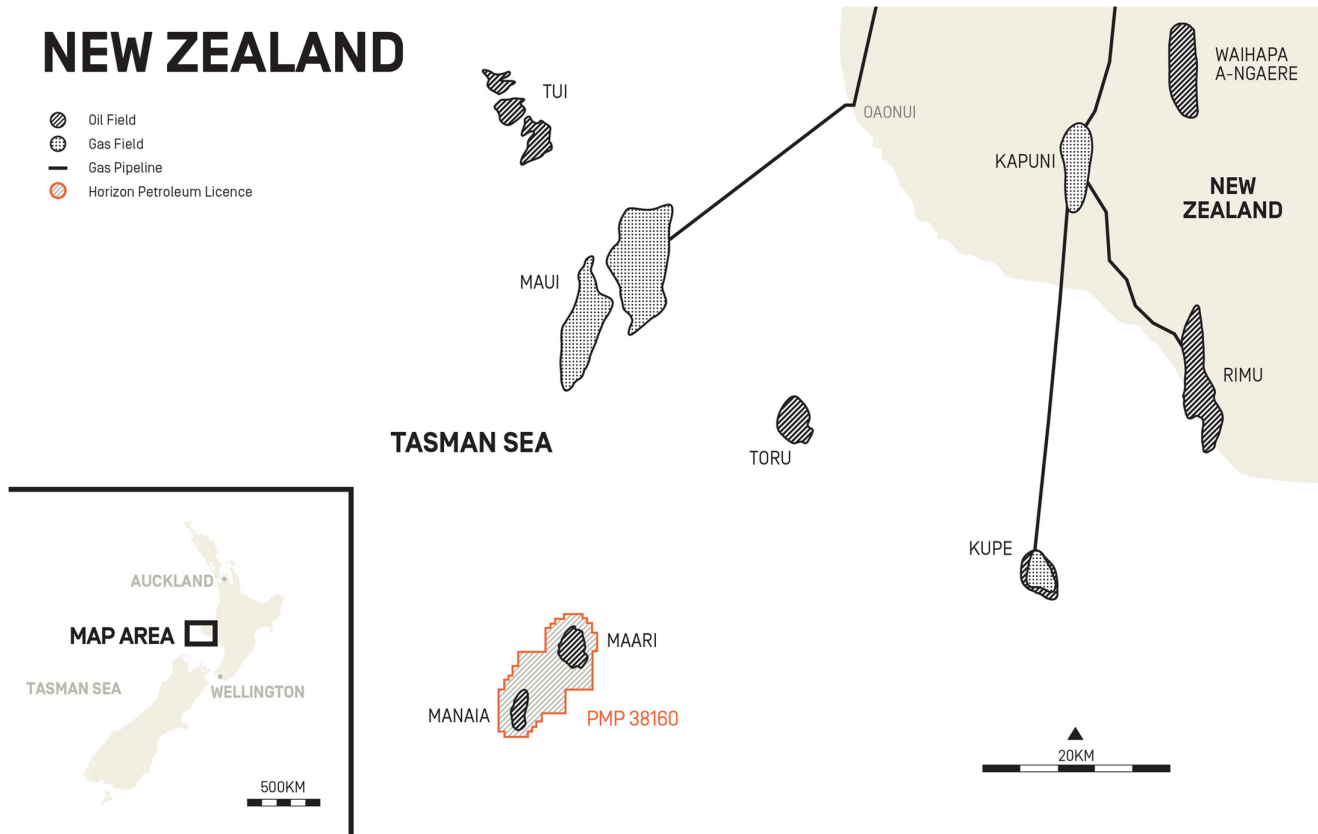 NEW ZEALAND
Oil Field
Gas Field
Gas Pipeline
Horizon Petroleum Licence
TUI
OAONUI
WAIHAPA
A-NGAERE
KAPUNI
NEW
ZEALAND
MAUI
RIMU
TASMAN SEA
TORU
KUPE
MAARI
MANAIA
PMP 38160
20KM
AUCKLAND
MAP AREA
TASMAN SEA
WELLINGTON
500KM